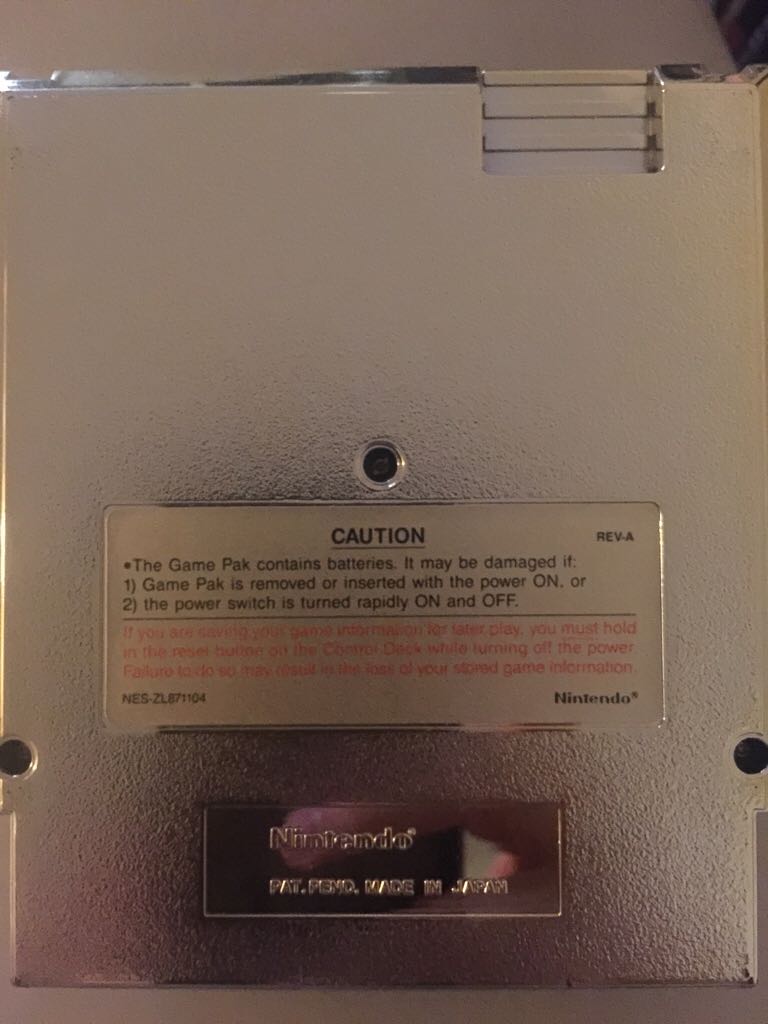 CAUTION
REV-A
•The Game Pak contains batteries. It may be damaged if:
1) Game Pak is removed or inserted with the power ON, or
2) the power switch is turned rapidly ON and OFF.
If you are saving your game information for later play, you must hold
in the reset button on the Control Deck while turning off the power
Failure to do so may result in the loss of your stored game information.
NES-ZL871104
Nintendo®
Nintendo®
PAT. PEND. MADE IN JAPAN